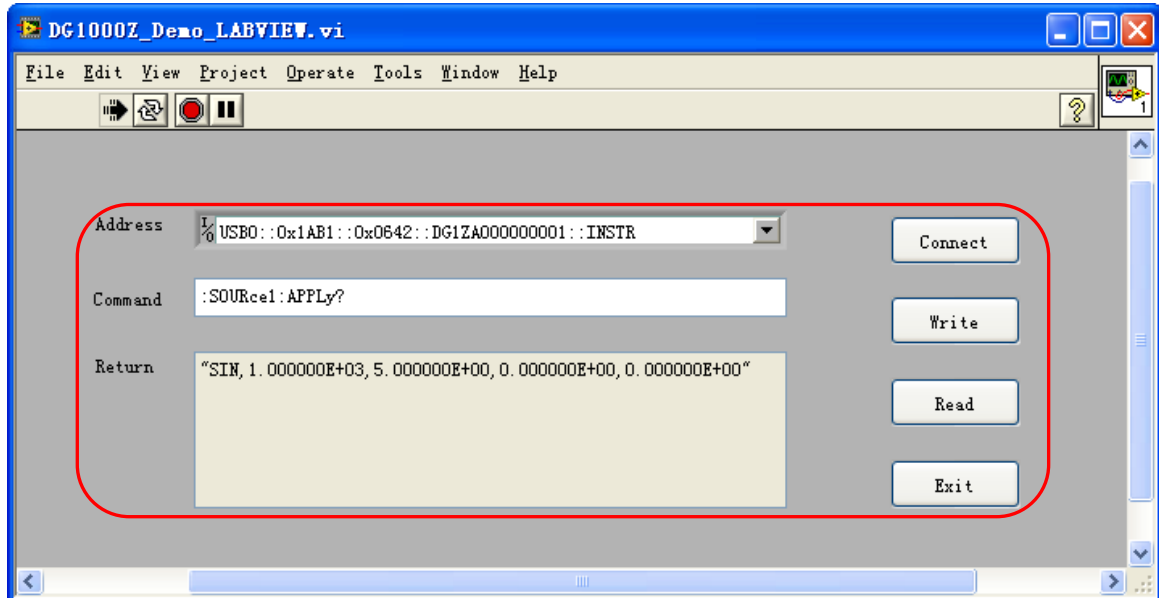 DG1000Z_Demo_LABVIEW.vi
File Edit View Project Operate Tools Window Help
1
Address
I/O USB0::0x1AB1::0x0642::DG1ZA000000001::INSTR
Connect
Command
:SOURce1:APPLy?
Write
Return
"SIN,1.000000E+03,5.000000E+00,0.000000E+00,0.000000E+00"
Read
Exit